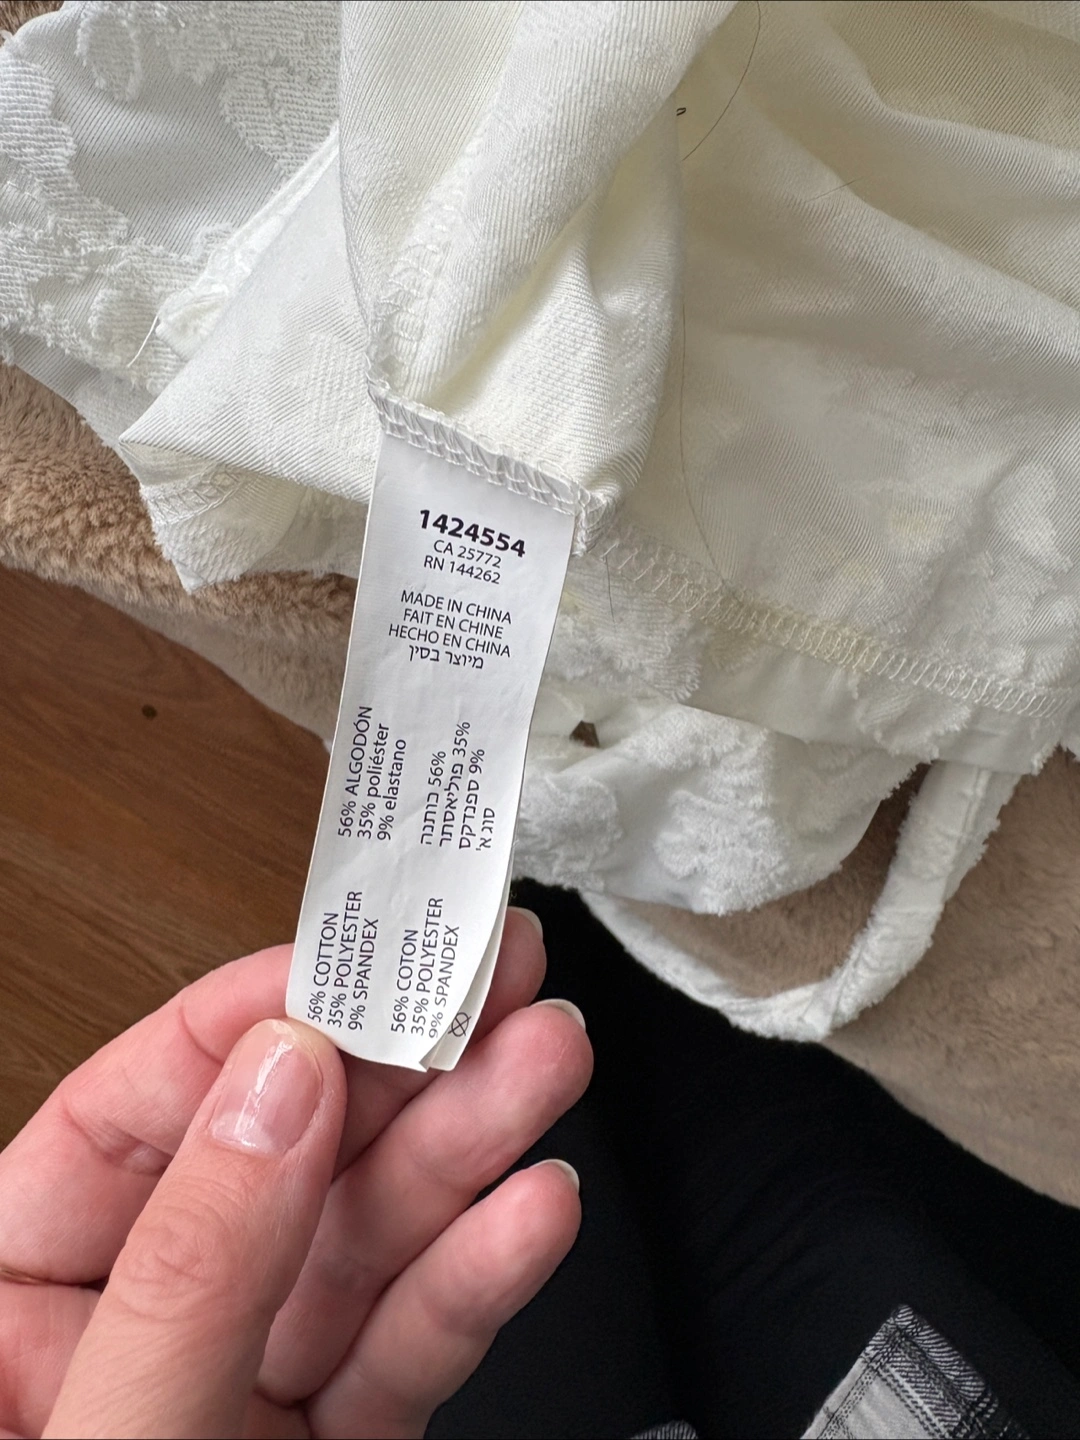 1424554
CA 25772
RN 144262
MADE IN CHINA
FAIT EN CHINE
HECHO EN CHINA
מיוצר בסין
56% ALGODÓN
35% poliéster
9% elastano
56% כותנה
35% פוליאסתר
9% ספנדקס
סוג א'
56% COTTON
35% POLYESTER
9% SPANDEX
56% COTON
35% POLYESTER
9% SPANDEX